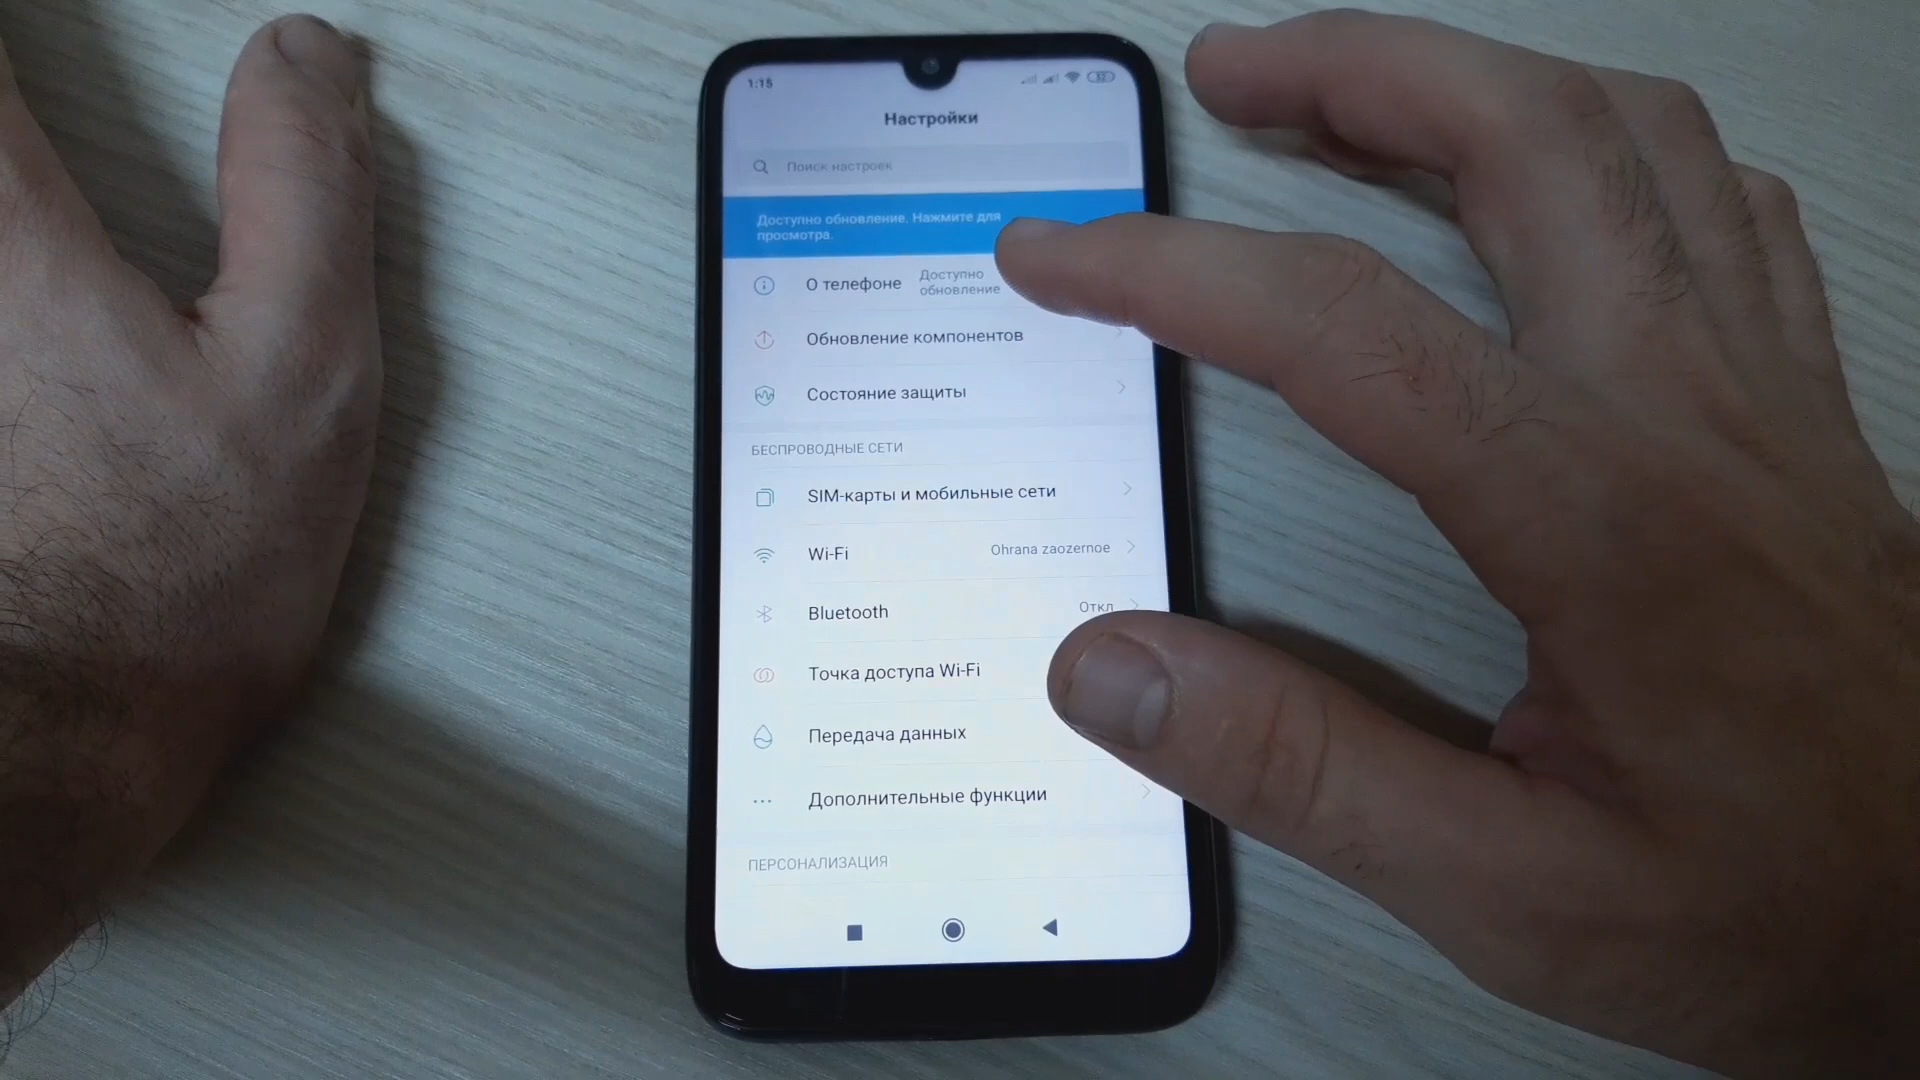 1:15
Настройки
Поиск настроек
Доступно обновление. Нажмите для
просмотра.
О телефоне
Доступно
обновление
Обновление компонентов
Состояние защиты
БЕСПРОВОДНЫЕ СЕТИ
SIM-карты и мобильные сети
Wi-Fi Ohrana zaozernoe
Bluetooth Откл
Точка доступа Wi-Fi
Передача данных
Дополнительные функции
ПЕРСОНАЛИЗАЦИЯ